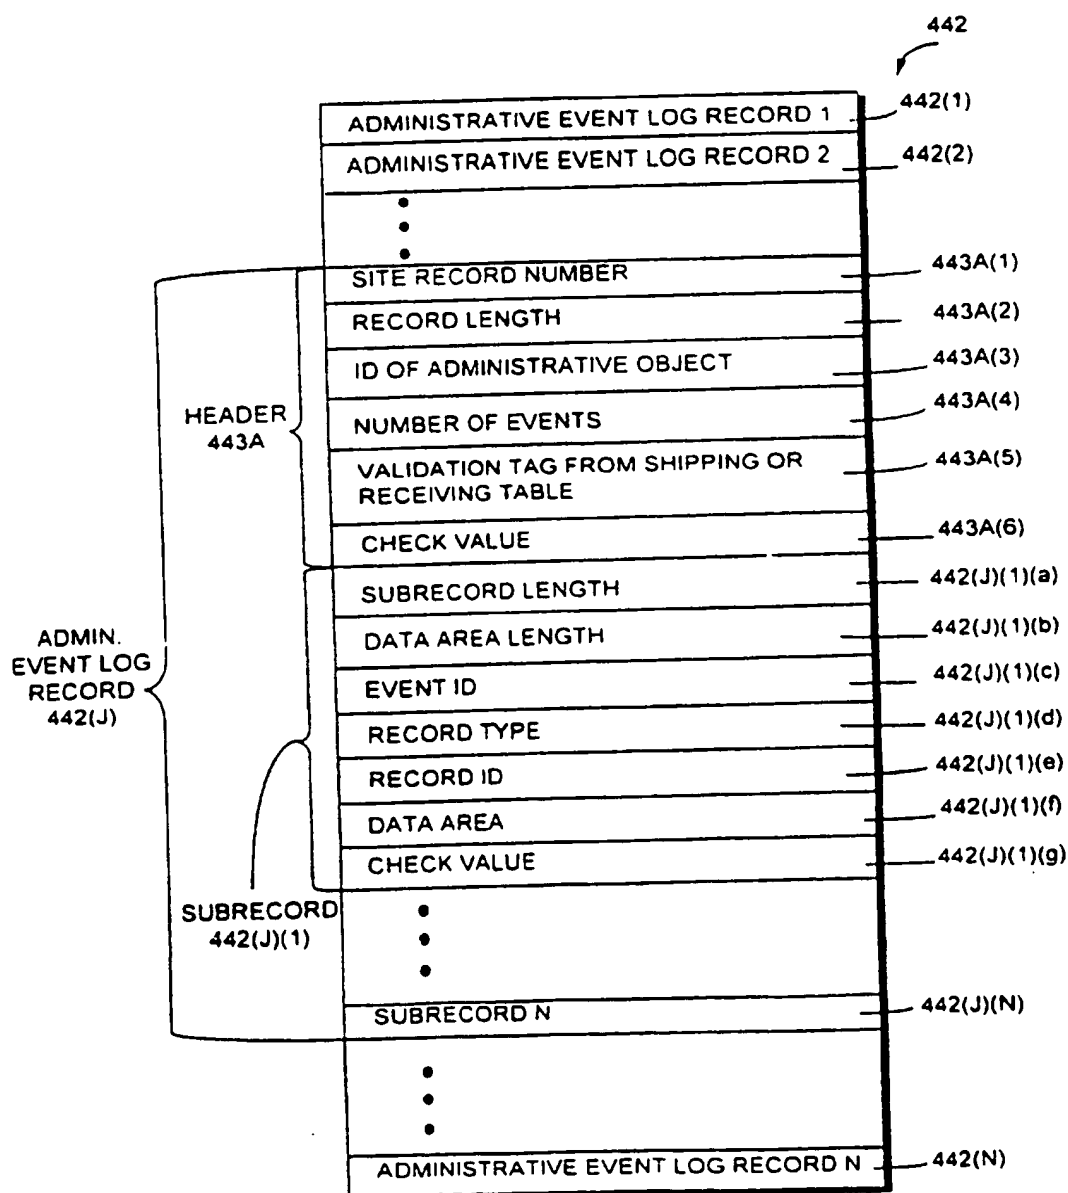 442
ADMINISTRATIVE EVENT LOG RECORD 1
442(1)
ADMINISTRATIVE EVENT LOG RECORD 2
442(2)
SITE RECORD NUMBER
443A(1)
RECORD LENGTH
443A(2)
ID OF ADMINISTRATIVE OBJECT
443A(3)
HEADER
443A
NUMBER OF EVENTS
443A(4)
VALIDATION TAG FROM SHIPPING OR
RECEIVING TABLE
443A(5)
CHECK VALUE
443A(6)
SUBRECORD LENGTH
442(J)(1)(a)
DATA AREA LENGTH
442(J)(1)(b)
ADMIN.
EVENT LOG
RECORD
442(J)
EVENT ID
442(J)(1)(c)
RECORD TYPE
442(J)(1)(d)
RECORD ID
442(J)(1)(e)
DATA AREA
442(J)(1)(f)
CHECK VALUE
442(J)(1)(g)
SUBRECORD
442(J)(1)
SUBRECORD N
442(J)(N)
ADMINISTRATIVE EVENT LOG RECORD N
442(N)